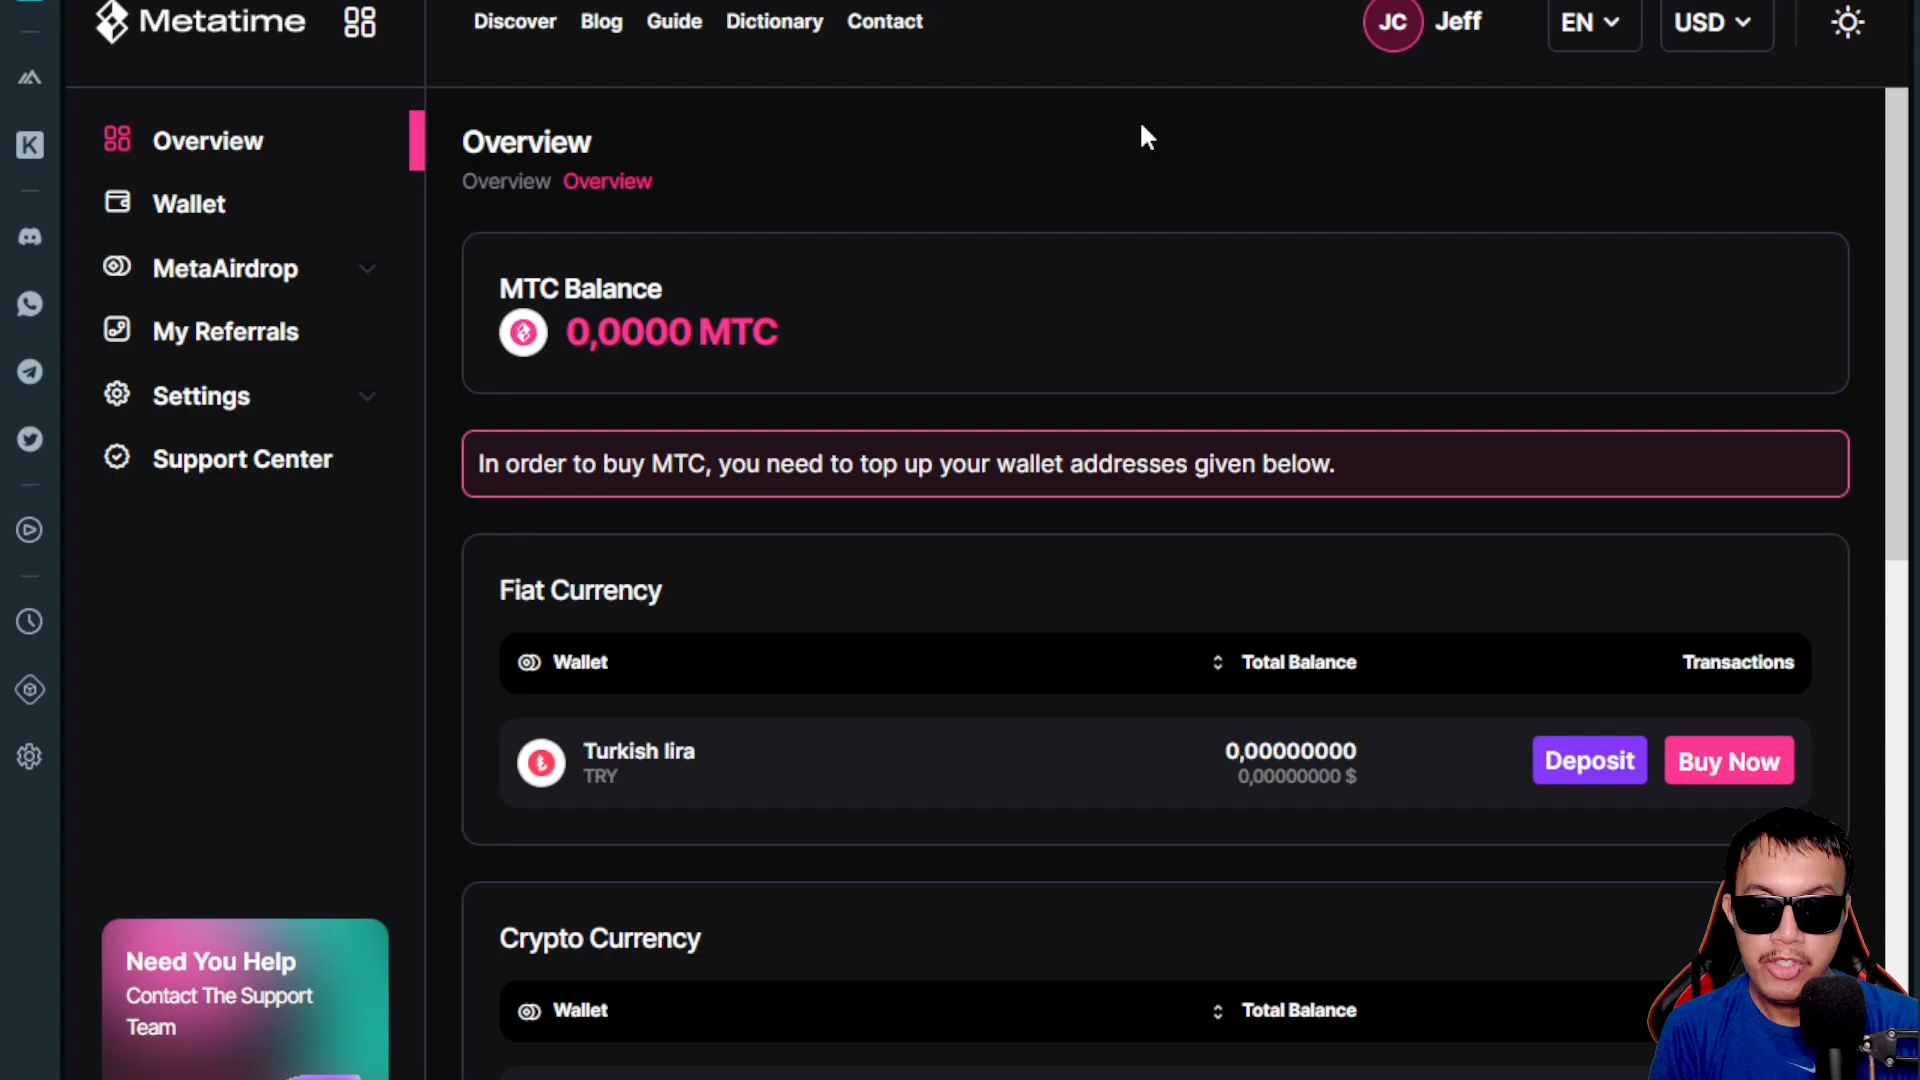 Metatime
Discover Blog Guide Dictionary Contact
JC Jeff
EN
USD
K
Overview
Wallet
MetaAirdrop
My Referrals
Settings
Support Center
Need You Help
Contact The Support
Team
Overview
Overview Overview
MTC Balance
0,0000 MTC
In order to buy MTC, you need to top up your wallet addresses given below.
Fiat Currency
Wallet Total Balance Transactions
Turkish lira 0,00000000 Deposit Buy Now
TRY 0,00000000 $
Crypto Currency
Wallet Total Balance